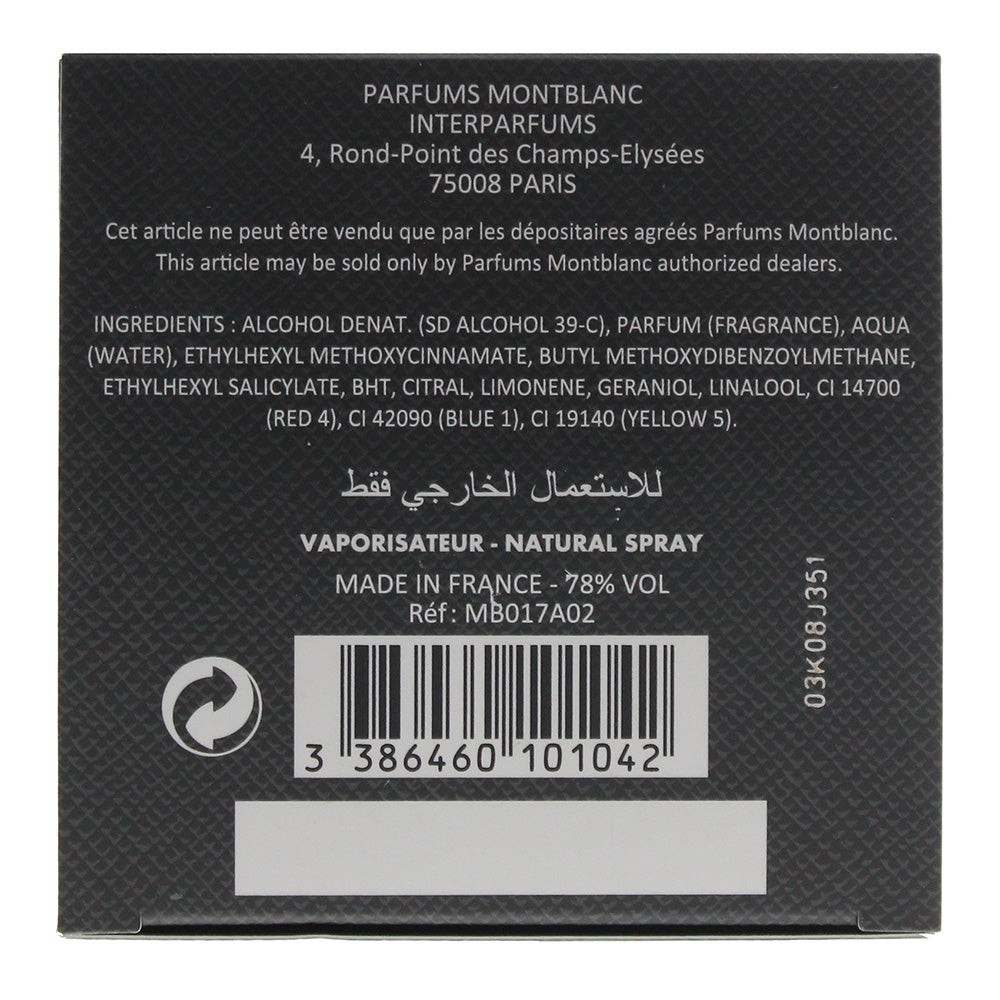 PARFUMS MONTBLANC
INTERPARFUMS
4, Rond-Point des Champs-Elysées
75008 PARIS
Cet article ne peut être vendu que par les dépositaires agréés Parfums Montblanc.
This article may be sold only by Parfums Montblanc authorized dealers.
INGREDIENTS : ALCOHOL DENAT. (SD ALCOHOL 39-C), PARFUM (FRAGRANCE), AQUA
(WATER), ETHYLHEXYL METHOXYCINNAMATE, BUTYL METHOXYDIBENZOYLMETHANE,
ETHYLHEXYL SALICYLATE, BHT, CITRAL, LIMONENE, GERANIOL, LINALOOL, CI 14700
(RED 4), CI 42090 (BLUE 1), CI 19140 (YELLOW 5).
للاستعمال الخارجي فقط
VAPORISATEUR - NATURAL SPRAY
MADE IN FRANCE - 78% VOL
Réf : MB017A02
03K08J351
3 386460 101042